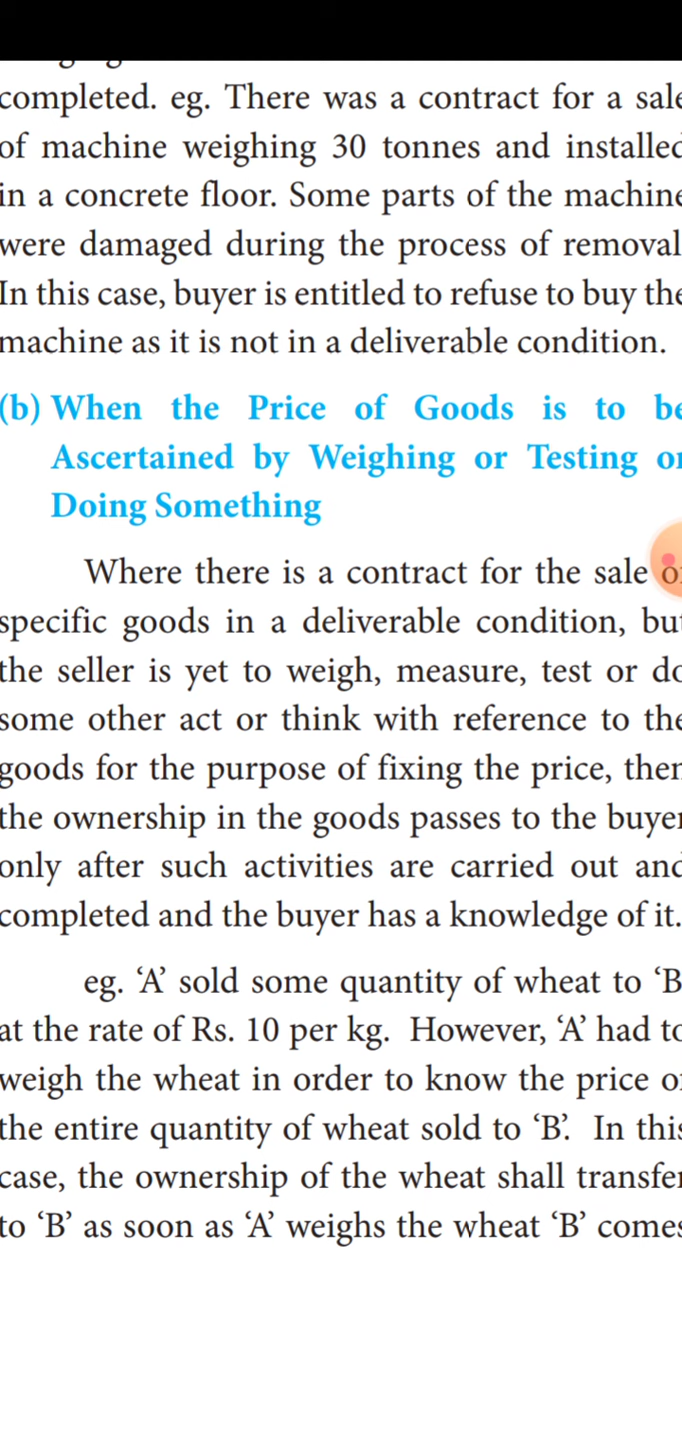 completed. eg. There was a contract for a sale
of machine weighing 30 tonnes and installed
in a concrete floor. Some parts of the machine
were damaged during the process of removal
In this case, buyer is entitled to refuse to buy the
machine as it is not in a deliverable condition.
(b) When the Price of Goods is to be
Ascertained by Weighing or Testing or
Doing Something
Where there is a contract for the sale of
specific goods in a deliverable condition, but
the seller is yet to weigh, measure, test or do
some other act or think with reference to the
goods for the purpose of fixing the price, then
the ownership in the goods passes to the buyer
only after such activities are carried out and
completed and the buyer has a knowledge of it.
eg. ‘A’ sold some quantity of wheat to ‘B
at the rate of Rs. 10 per kg. However, ‘A’ had to
weigh the wheat in order to know the price of
the entire quantity of wheat sold to ‘B’. In this
case, the ownership of the wheat shall transfer
to ‘B’ as soon as ‘A’ weighs the wheat ‘B’ comes